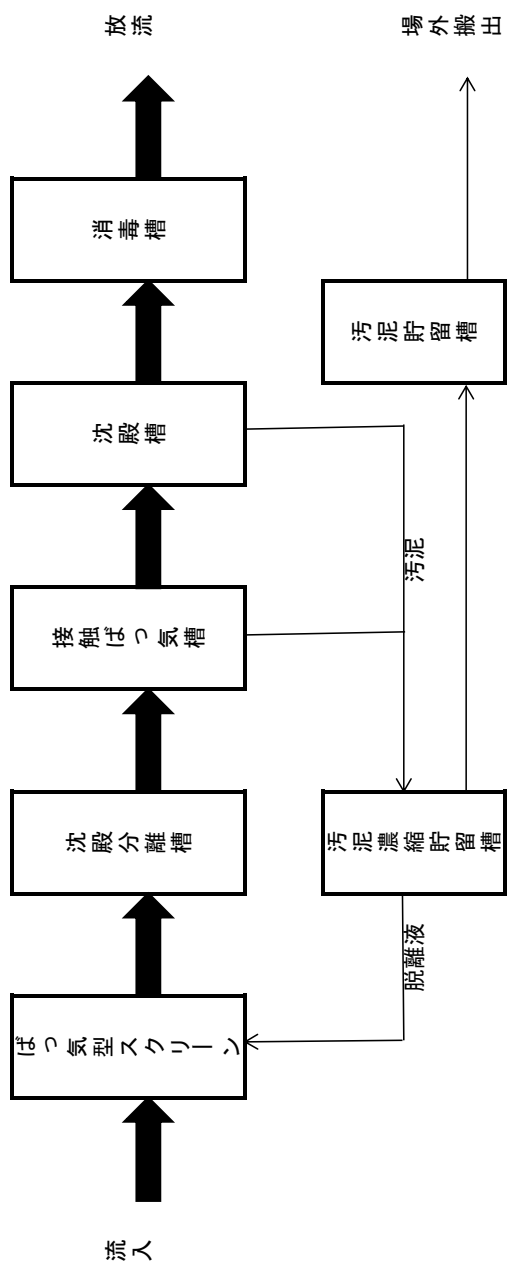 流入
ばっ気型スクリーン
沈殿分離槽
接触ばっ気槽
沈殿槽
消毒槽
放流
脱離液
汚泥濃縮貯留槽
汚泥
汚泥貯留槽
場外搬出